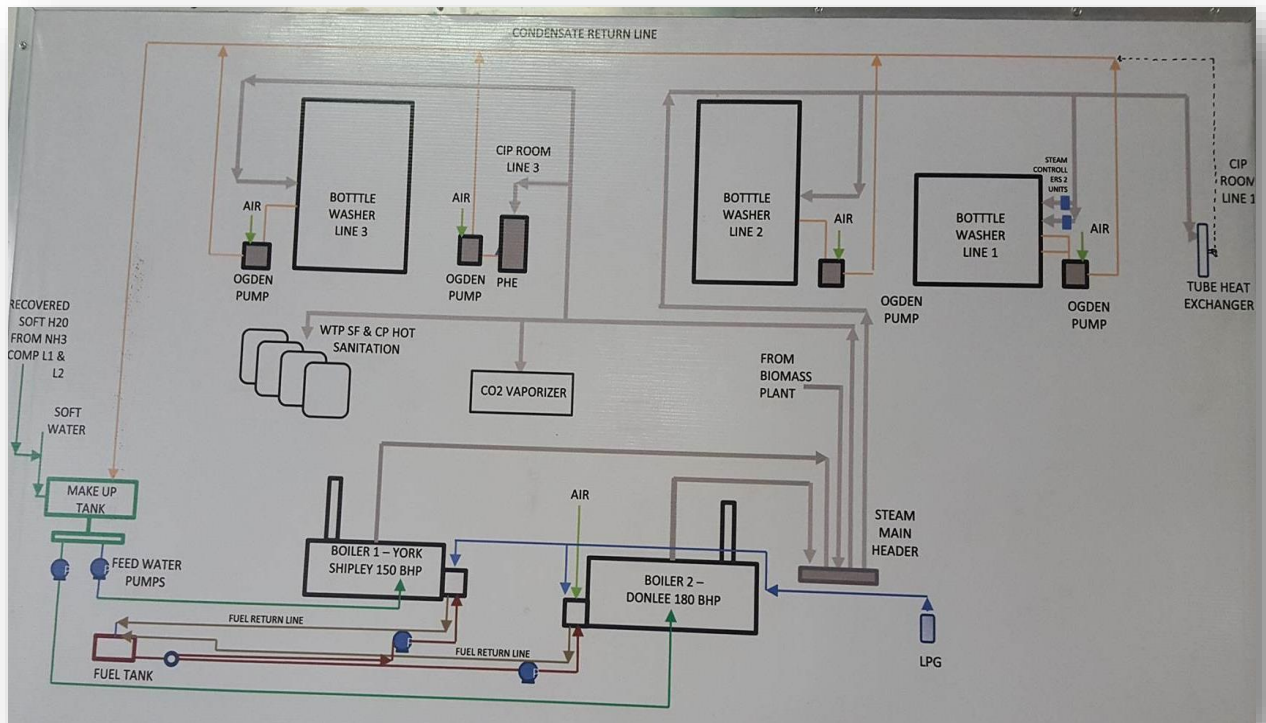 CONDENSATE RETURN LINE
CIP ROOM
LINE 3
STEAM
CONTROLL
ERS 2
UNITS
CIP
ROOM
LINE 1
AIR
BOTTTLE
WASHER
LINE 3
AIR
BOTTTLE
WASHER
LINE 2
AIR
BOTTTLE
WASHER
LINE 1
AIR
OGDEN
PUMP
OGDEN
PUMP
PHE
OGDEN
PUMP
OGDEN
PUMP
TUBE HEAT
EXCHANGER
RECOVERED
SOFT H20
FROM NH3
COMP L1 &
L2
WTP SF & CP HOT
SANITATION
CO2 VAPORIZER
FROM
BIOMASS
PLANT
SOFT
WATER
MAKE UP
TANK
AIR
STEAM
MAIN
HEADER
FEED WATER
PUMPS
BOILER 1 – YORK
SHIPLEY 150 BHP
BOILER 2 –
DONLEE 180 BHP
FUEL RETURN LINE
FUEL RETURN LINE
FUEL TANK
LPG